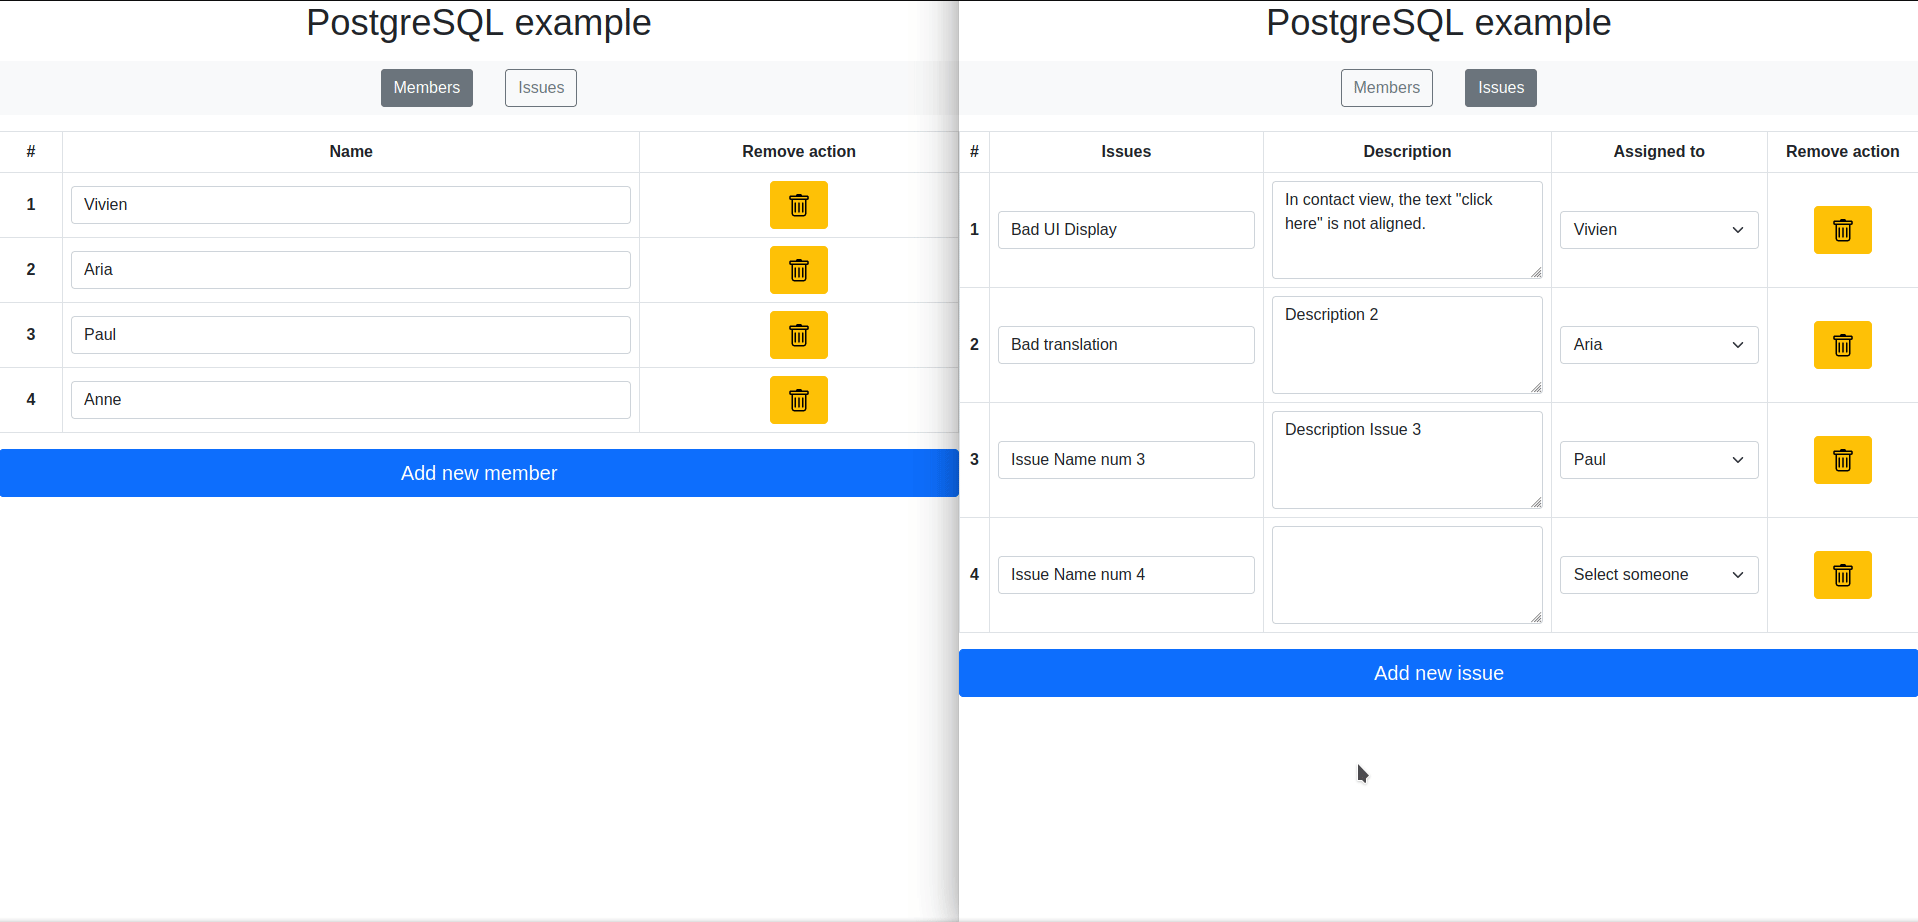 PostgreSQL example
Members Issues
# Name Remove action
1 Vivien
2 Aria
3 Paul
4 Anne
Add new member
PostgreSQL example
Members Issues
# Issues Description Assigned to Remove action
1 Bad UI Display In contact view, the text "click Vivien
here" is not aligned.
2 Bad translation Description 2 Aria
3 Issue Name num 3 Description Issue 3 Paul
4 Issue Name num 4 Select someone
Add new issue